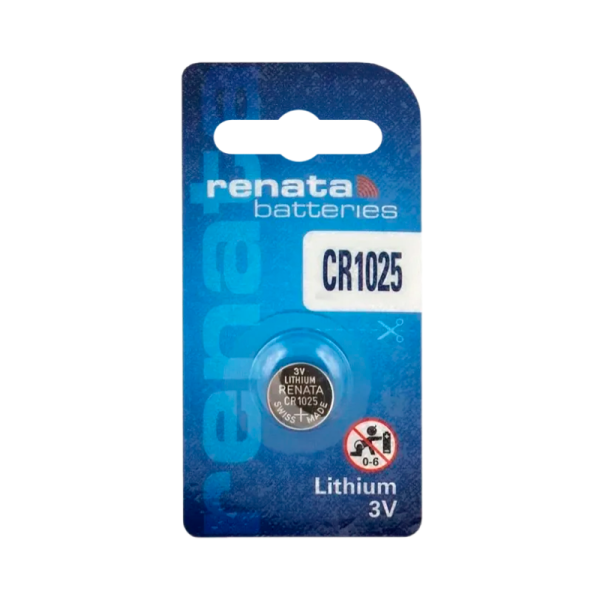 renata
batteries
CR1025
renata
3V
LITHIUM
RENATA
CR1025
SWISS MADE
+
0-6
Lithium
3V